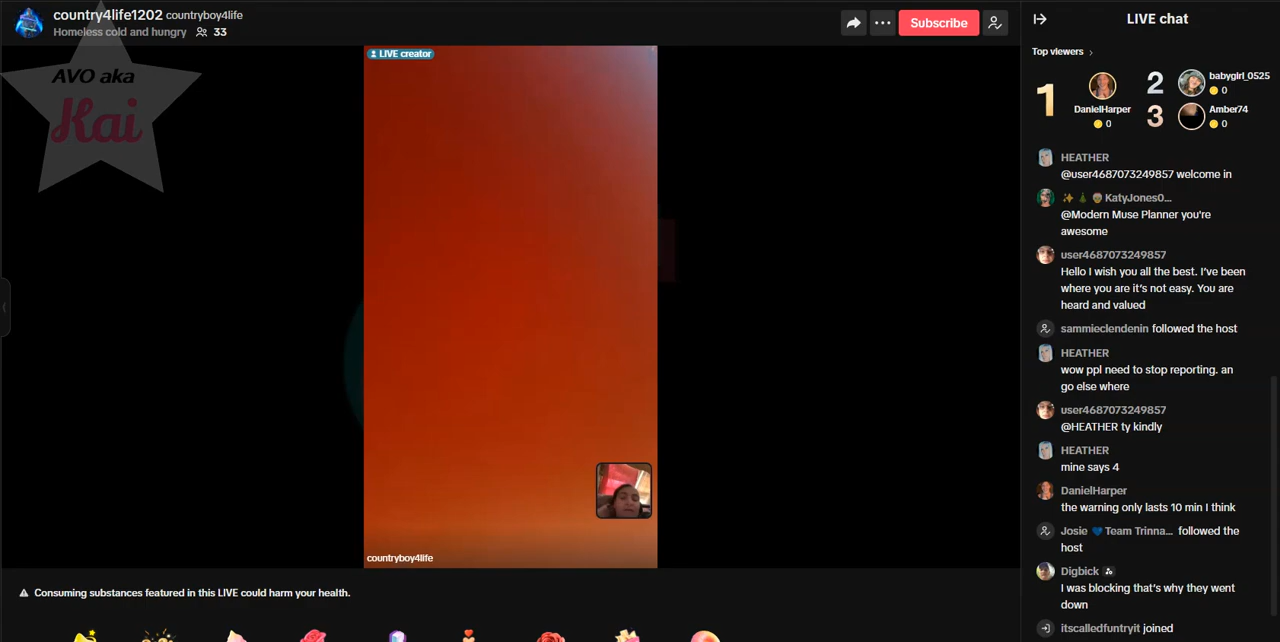 country4life1202 countryboy4life
Homeless cold and hungry 33
Subscribe
AVO aka
Kai
LIVE creator
countryboy4life
Consuming substances featured in this LIVE could harm your health.
LIVE chat
Top viewers
1
DanielHarper
0
2
babygirl_0525
0
3
Amber74
0
HEATHER
@user4687073249857 welcome in
KatyJones0...
@Modern Muse Planner you're
awesome
user4687073249857
Hello I wish you all the best. I've been
where you are it's not easy. You are
heard and valued
sammieclendenin followed the host
HEATHER
wow ppl need to stop reporting. an
go else where
user4687073249857
@HEATHER ty kindly
HEATHER
mine says 4
DanielHarper
the warning only lasts 10 min I think
Josie 💙Team Trinna... followed the
host
Digbick
I was blocking that's why they went
down
itscalledfuntryit joined